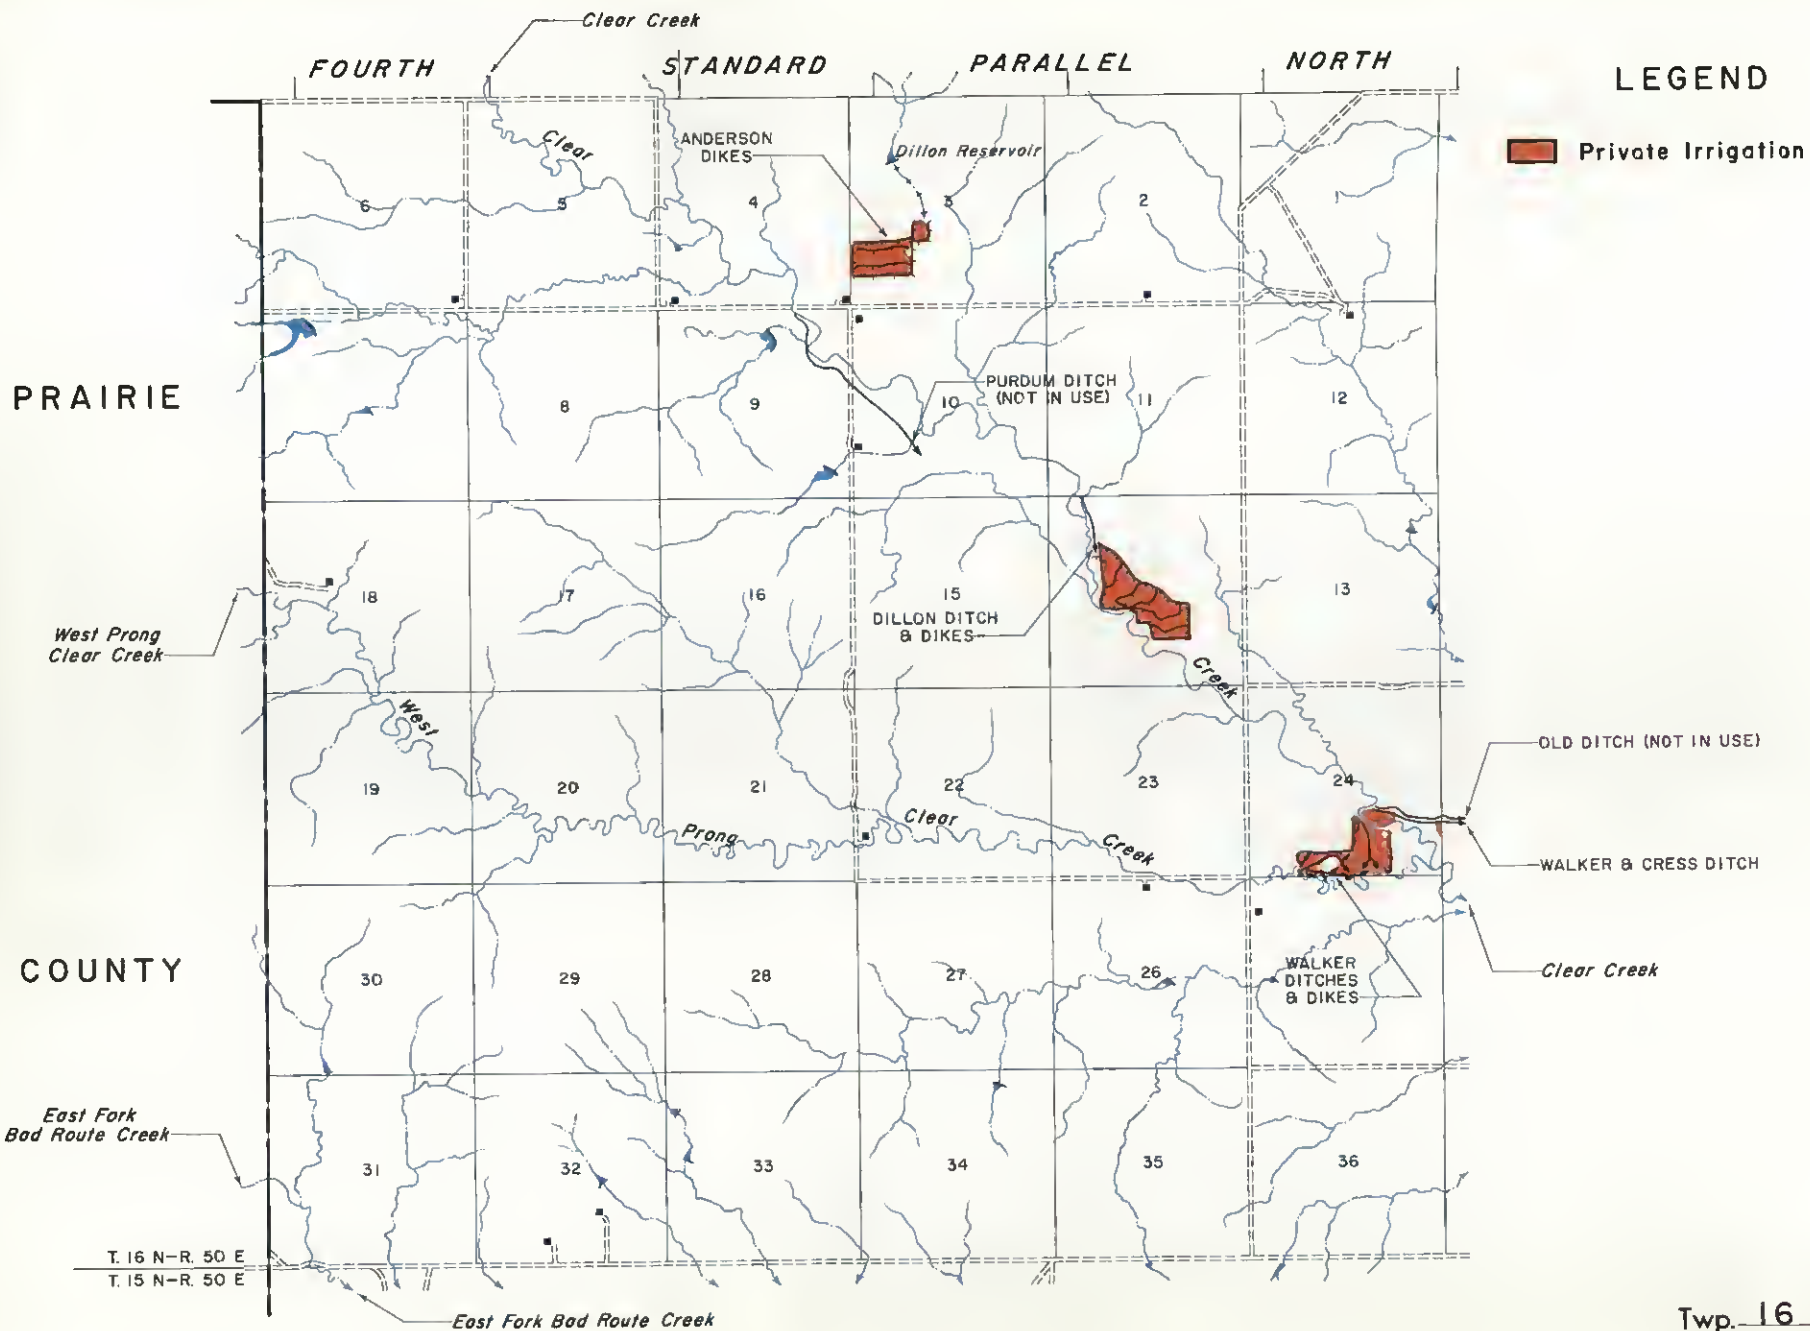 Clear Creek
FOURTH STANDARD PARALLEL NORTH
LEGEND
Private Irrigation
Clear
ANDERSON
DIKES
Dillon Reservoir
6
5
4
3
2
1
PRAIRIE
PURDUM DITCH
(NOT IN USE)
8
9
10
11
12
18
17
16
15
13
West Prong
Clear Creek
DILLON DITCH
& DIKES
Creek
West
OLD DITCH (NOT IN USE)
19
20
21
22
23
24
Prong
Clear
Creek
WALKER & CRESS DITCH
COUNTY
30
29
28
27
26
WALKER
DITCHES
& DIKES
Clear Creek
East Fork
Bad Route Creek
31
32
33
34
35
36
T. 16 N-R. 50 E
T. 15 N-R. 50 E
East Fork Bad Route Creek
Twp. 16